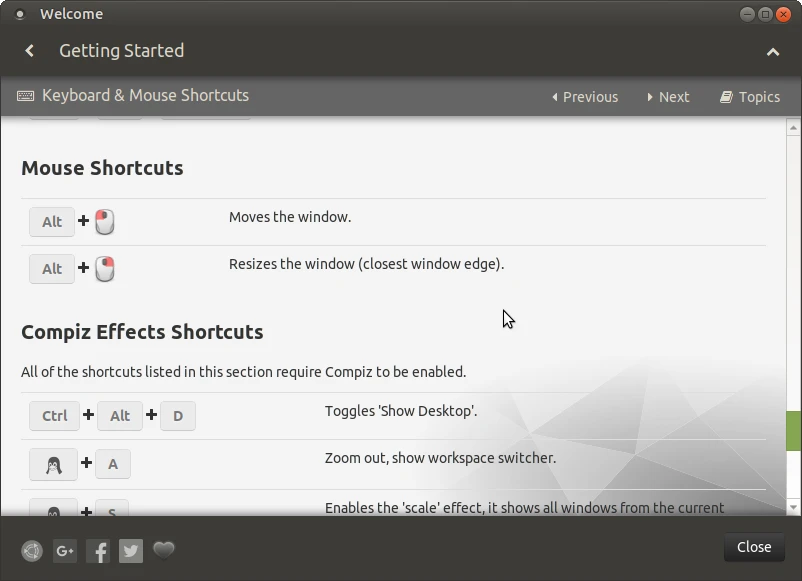 Welcome
Getting Started
Keyboard & Mouse Shortcuts Previous Next Topics
Mouse Shortcuts
Alt + Moves the window.
Alt + Resizes the window (closest window edge).
Compiz Effects Shortcuts
All of the shortcuts listed in this section require Compiz to be enabled.
Ctrl + Alt + D Toggles 'Show Desktop'.
+ A Zoom out, show workspace switcher.
+ S Enables the 'scale' effect, it shows all windows from the current
G+ f Close